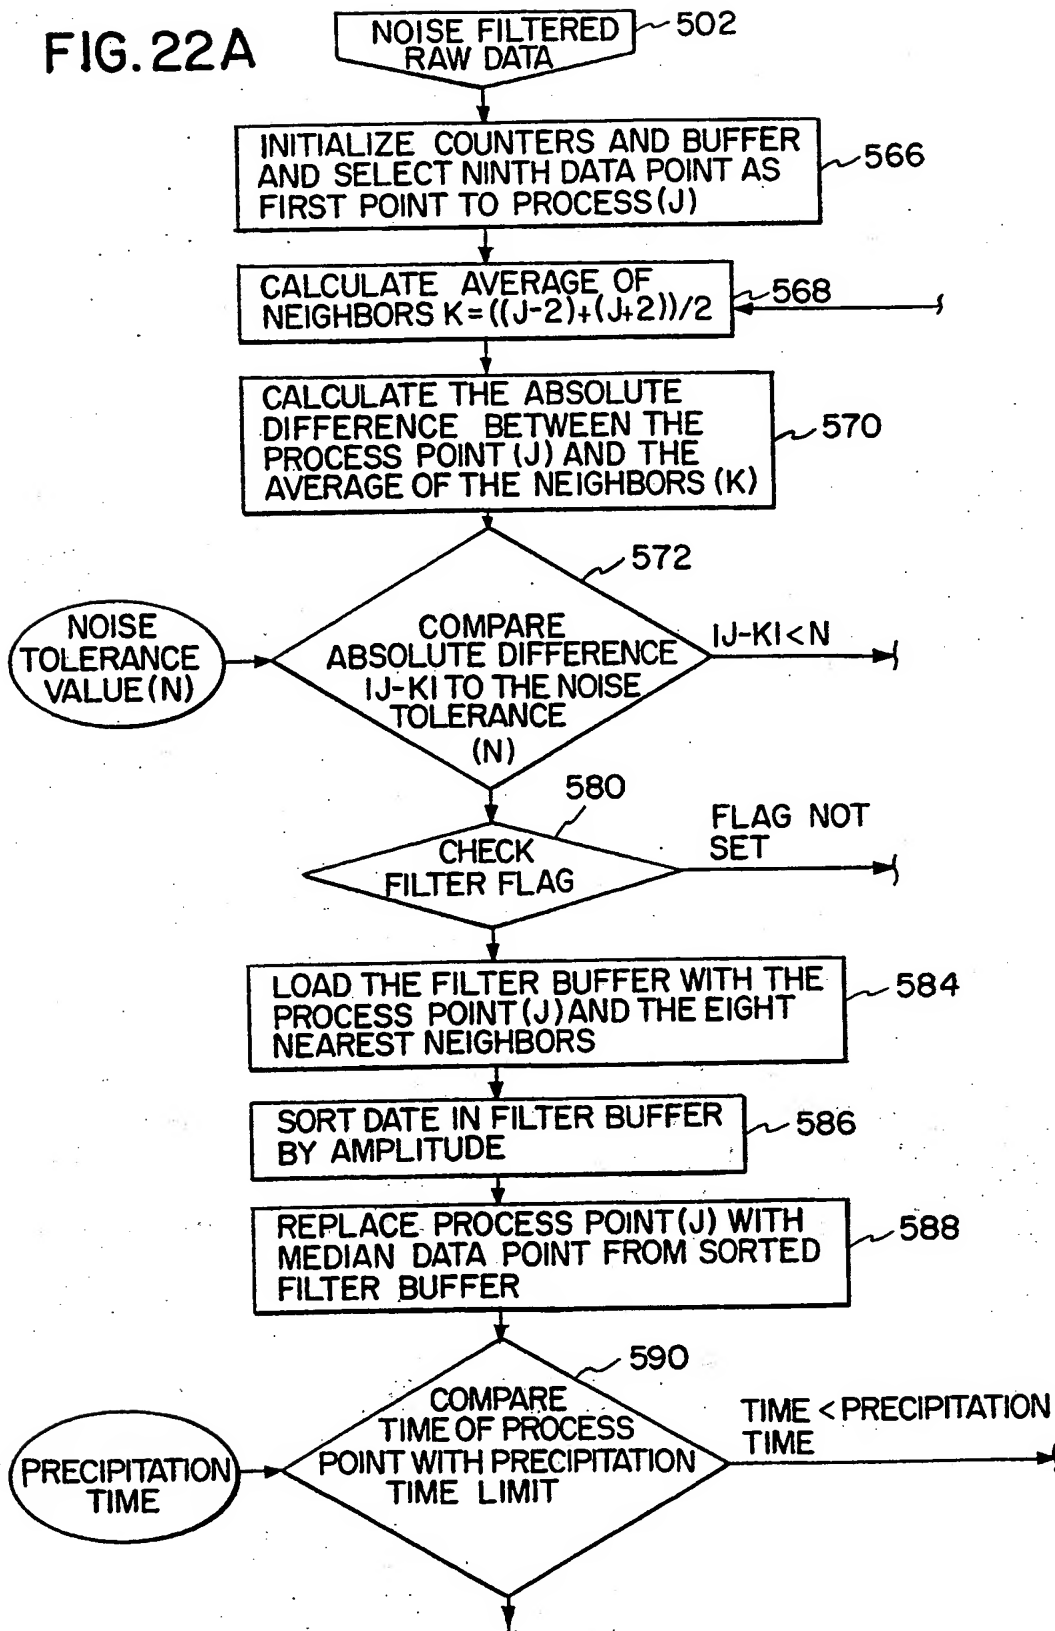 FIG. 22A
NOISE FILTERED
RAW DATA
502
INITIALIZE COUNTERS AND BUFFER
AND SELECT NINTH DATA POINT AS
FIRST POINT TO PROCESS (J)
566
CALCULATE AVERAGE OF
NEIGHBORS K=((J-2)+(J+2))/2
568
CALCULATE THE ABSOLUTE
DIFFERENCE BETWEEN THE
PROCESS POINT (J) AND THE
AVERAGE OF THE NEIGHBORS (K)
570
572
NOISE
TOLERANCE
VALUE (N)
COMPARE
ABSOLUTE DIFFERENCE
|J-K| TO THE NOISE
TOLERANCE
(N)
|J-K|<N
580
CHECK
FILTER FLAG
FLAG NOT
SET
LOAD THE FILTER BUFFER WITH THE
PROCESS POINT (J) AND THE EIGHT
NEAREST NEIGHBORS
584
SORT DATE IN FILTER BUFFER
BY AMPLITUDE
586
REPLACE PROCESS POINT (J) WITH
MEDIAN DATA POINT FROM SORTED
FILTER BUFFER
588
590
PRECIPITATION
TIME
COMPARE
TIME OF PROCESS
POINT WITH PRECIPITATION
TIME LIMIT
TIME < PRECIPITATION
TIME